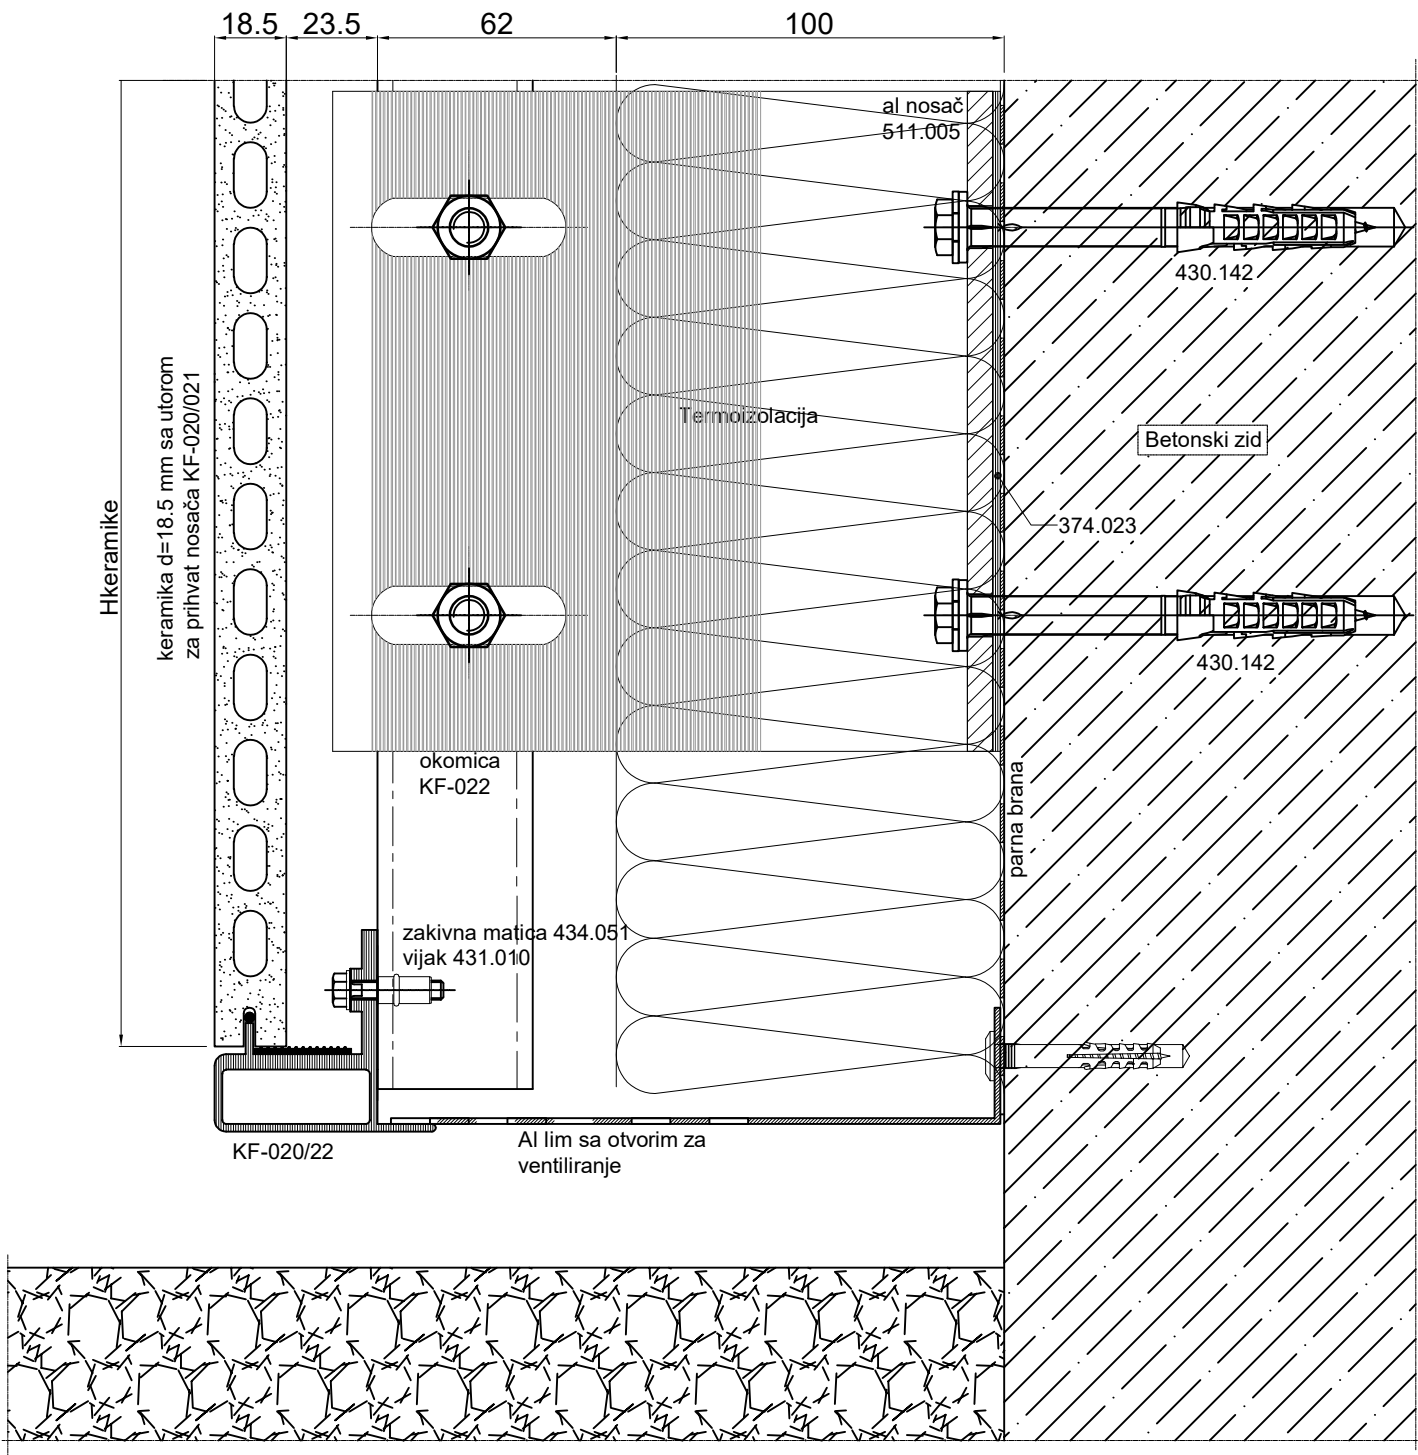 18.5
23.5
62
100
al nosač
511.005
430.142
Termoizolacija
Betonski zid
keramika d=18.5 mm sa utorom
za prihvat nosača KF-020/021
Hkeramike
374.023
430.142
okomica
KF-022
parna brana
zakivna matica 434.051
vijak 431.010
KF-020/22
Al lim sa otvorim za
ventiliranje